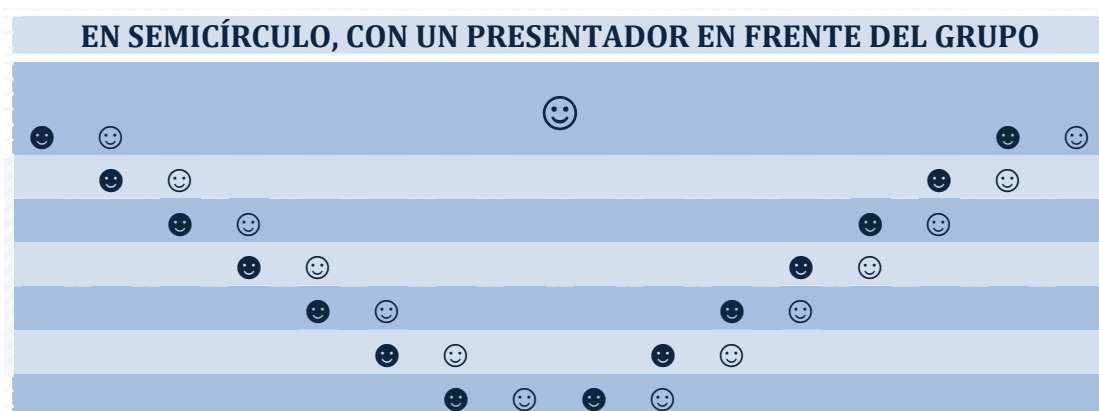 EN SEMICÍRCULO, CON UN PRESENTADOR EN FRENTE DEL GRUPO